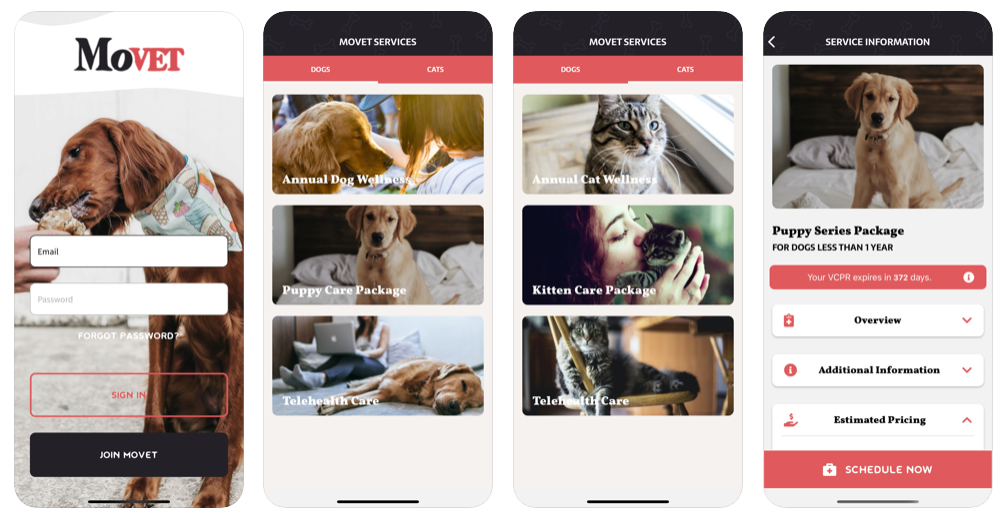 MOVET
Email
Password
FORGOT PASSWORD?
SIGN IN
JOIN MOVET
MOVET SERVICES
DOGS CATS
Annual Dog Wellness
Puppy Care Package
Telehealth Care
MOVET SERVICES
DOGS CATS
Annual Cat Wellness
Kitten Care Package
Telehealth Care
SERVICE INFORMATION
Puppy Series Package
FOR DOGS LESS THAN 1 YEAR
Your VCPR expires in 372 days.
Overview
Additional Information
Estimated Pricing
SCHEDULE NOW